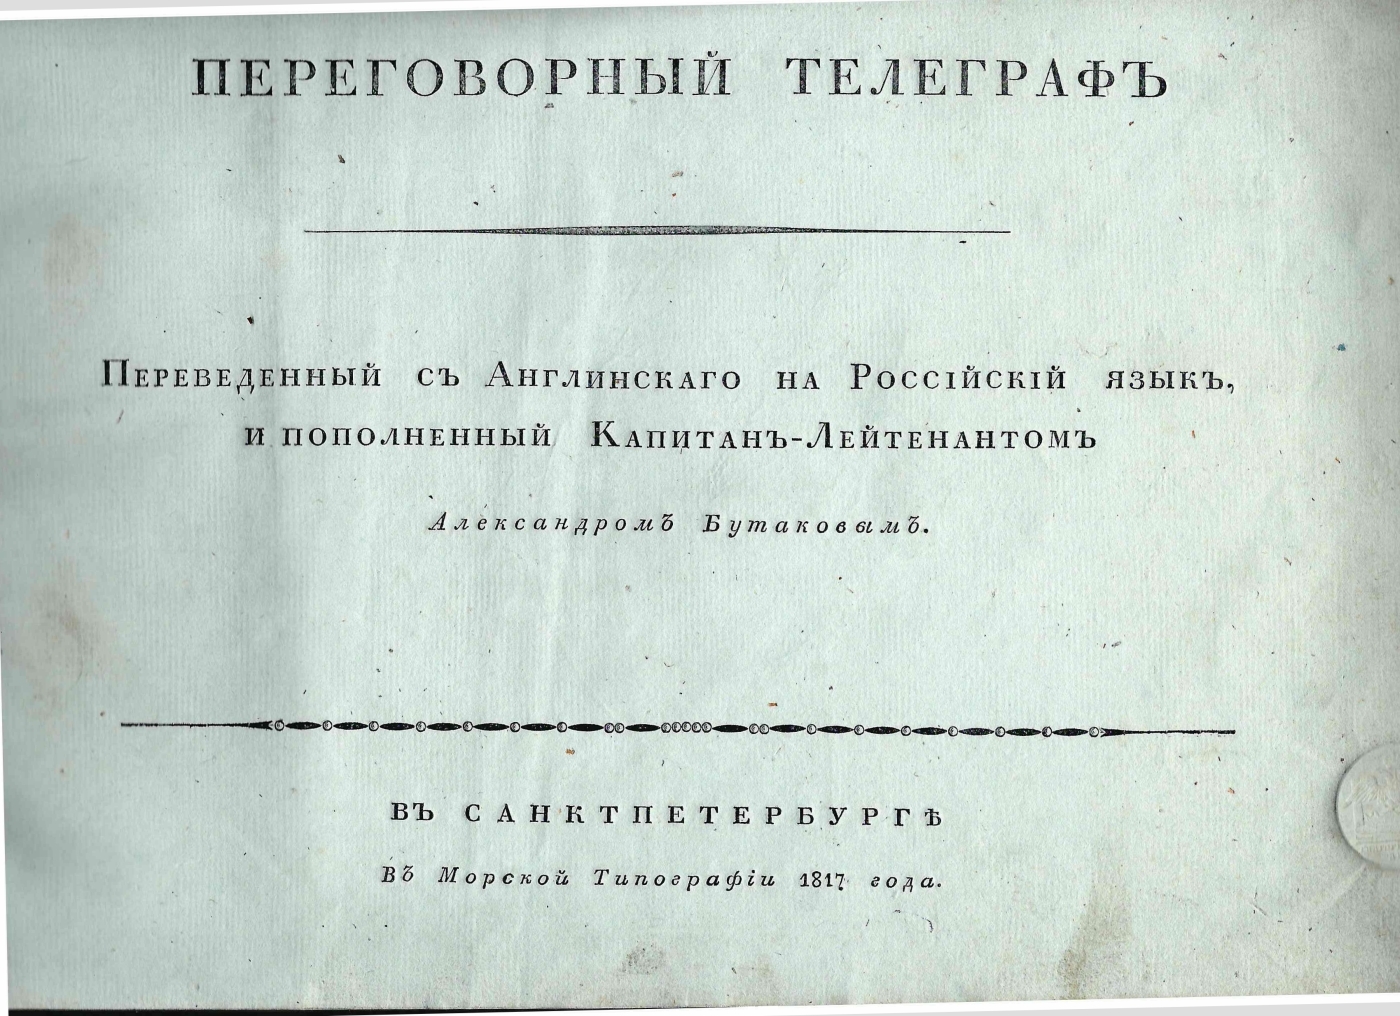 ПЕРЕГОВОРНЫЙ ТЕЛЕГРАФЪ
Переведенный съ Англинскаго на Россійскій языкъ,
и пополненный Капитанъ-Лейтенантомъ
Александромъ Бутаковымъ.
ВЪ САНКТПЕТЕРБУРГѢ
Въ Морской Типографіи 1817 года.